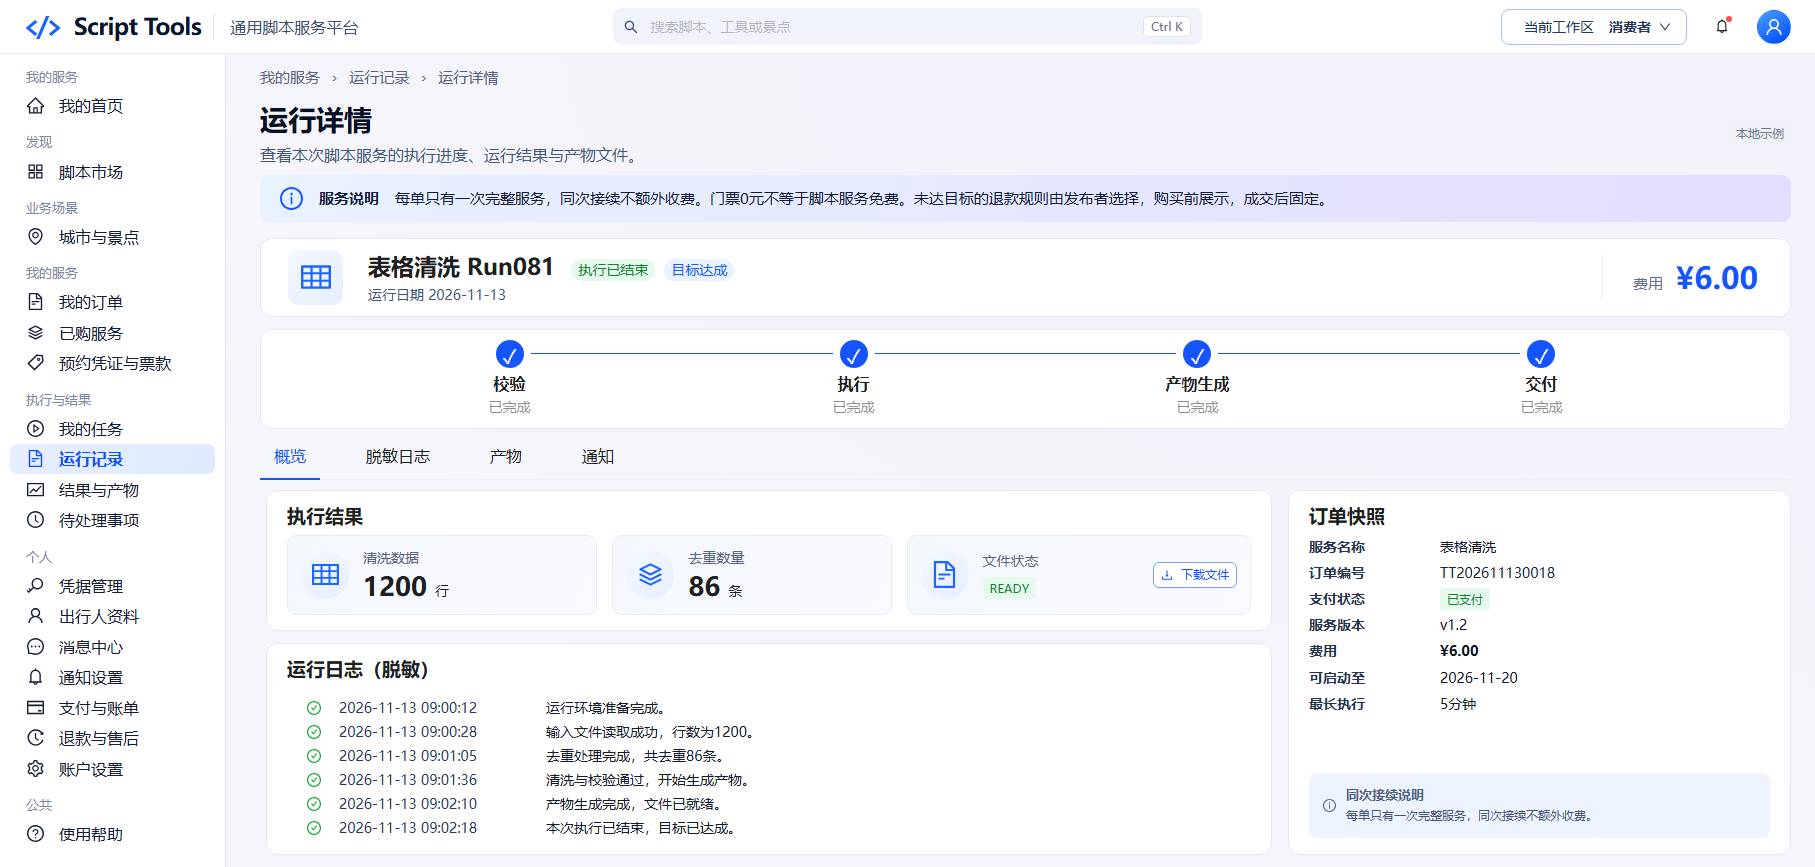 Script Tools
通用脚本服务平台
搜索脚本、工具或景点
Ctrl K
当前工作区 消费者
我的服务
我的首页
发现
脚本市场
业务场景
城市与景点
我的服务
我的订单
已购服务
预约凭证与票款
执行与结果
我的任务
运行记录
结果与产物
待处理事项
个人
凭据管理
出行人资料
消息中心
通知设置
支付与账单
退款与售后
账户设置
公共
使用帮助
我的服务 › 运行记录 › 运行详情
运行详情
查看本次脚本服务的执行进度、运行结果与产物文件。
本地示例
服务说明 每单只有一次完整服务，同次接续不额外收费。门票0元不等于脚本服务免费。未达目标的退款规则由发布者选择，购买前展示，成交后固定。
表格清洗 Run081 执行已结束 目标达成
运行日期 2026-11-13
费用 ¥6.00
校验
已完成
执行
已完成
产物生成
已完成
交付
已完成
概览 脱敏日志 产物 通知
执行结果
清洗数据
1200 行
去重数量
86 条
文件状态
READY
下载文件
运行日志（脱敏）
2026-11-13 09:00:12 运行环境准备完成。
2026-11-13 09:00:28 输入文件读取成功，行数为1200。
2026-11-13 09:01:05 去重处理完成，共去重86条。
2026-11-13 09:01:36 清洗与校验通过，开始生成产物。
2026-11-13 09:02:10 产物生成完成，文件已就绪。
2026-11-13 09:02:18 本次执行已结束，目标已达成。
订单快照
服务名称 表格清洗
订单编号 TT202611130018
支付状态 已支付
服务版本 v1.2
费用 ¥6.00
可启动至 2026-11-20
最长执行 5分钟
同次接续说明
每单只有一次完整服务，同次接续不额外收费。